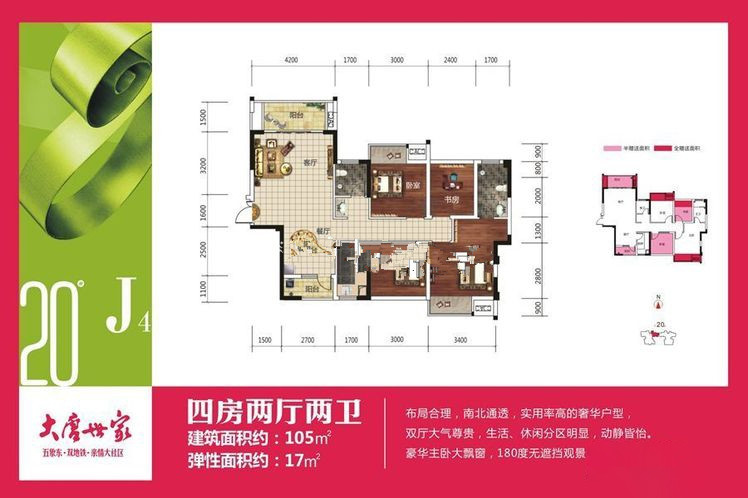 20°
J4
大唐世家
五象东·双地铁·亲情大社区
4200 1700 3000 2400 1700
1500
3200
1600
2500
1100
900
800
2000
1300
2800
900
阳台
客厅
卧室
书房
餐厅
阳台
1500 2700 1700 3000 3400
半赠送面积 全赠送面积
N
20
四房两厅两卫
建筑面积约：105㎡
弹性面积约：17㎡
布局合理，南北通透，实用率高的奢华户型，
双厅大气尊贵，生活、休闲分区明显，动静皆怡。
豪华主卧大飘窗，180度无遮挡观景